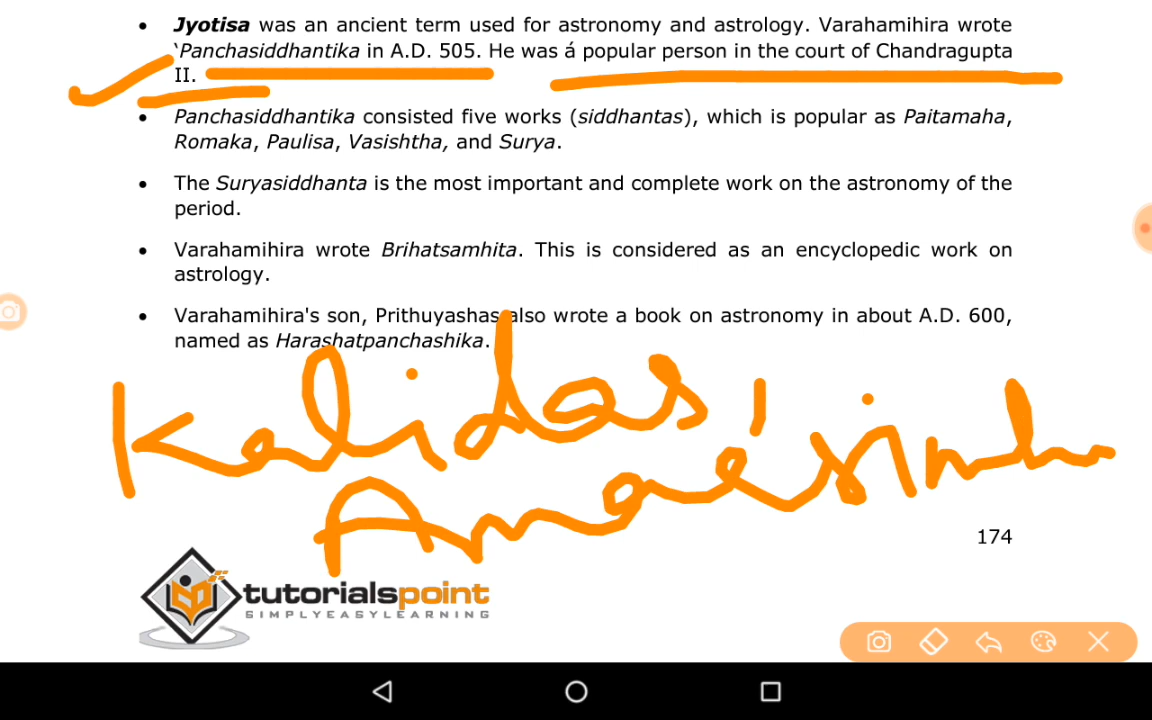 • Jyotisa was an ancient term used for astronomy and astrology. Varahamihira wrote
‘Panchasiddhantika in A.D. 505. He was á popular person in the court of Chandragupta
II.
• Panchasiddhantika consisted five works (siddhantas), which is popular as Paitamaha,
Romaka, Paulisa, Vasishtha, and Surya.
• The Suryasiddhanta is the most important and complete work on the astronomy of the
period.
• Varahamihira wrote Brihatsamhita. This is considered as an encyclopedic work on
astrology.
• Varahamihira's son, Prithuyashas also wrote a book on astronomy in about A.D. 600,
named as Harashatpanchashika.
Kalidas
Amarsinh
174
tutorialspoint
SIMPLYEASYLEARNING